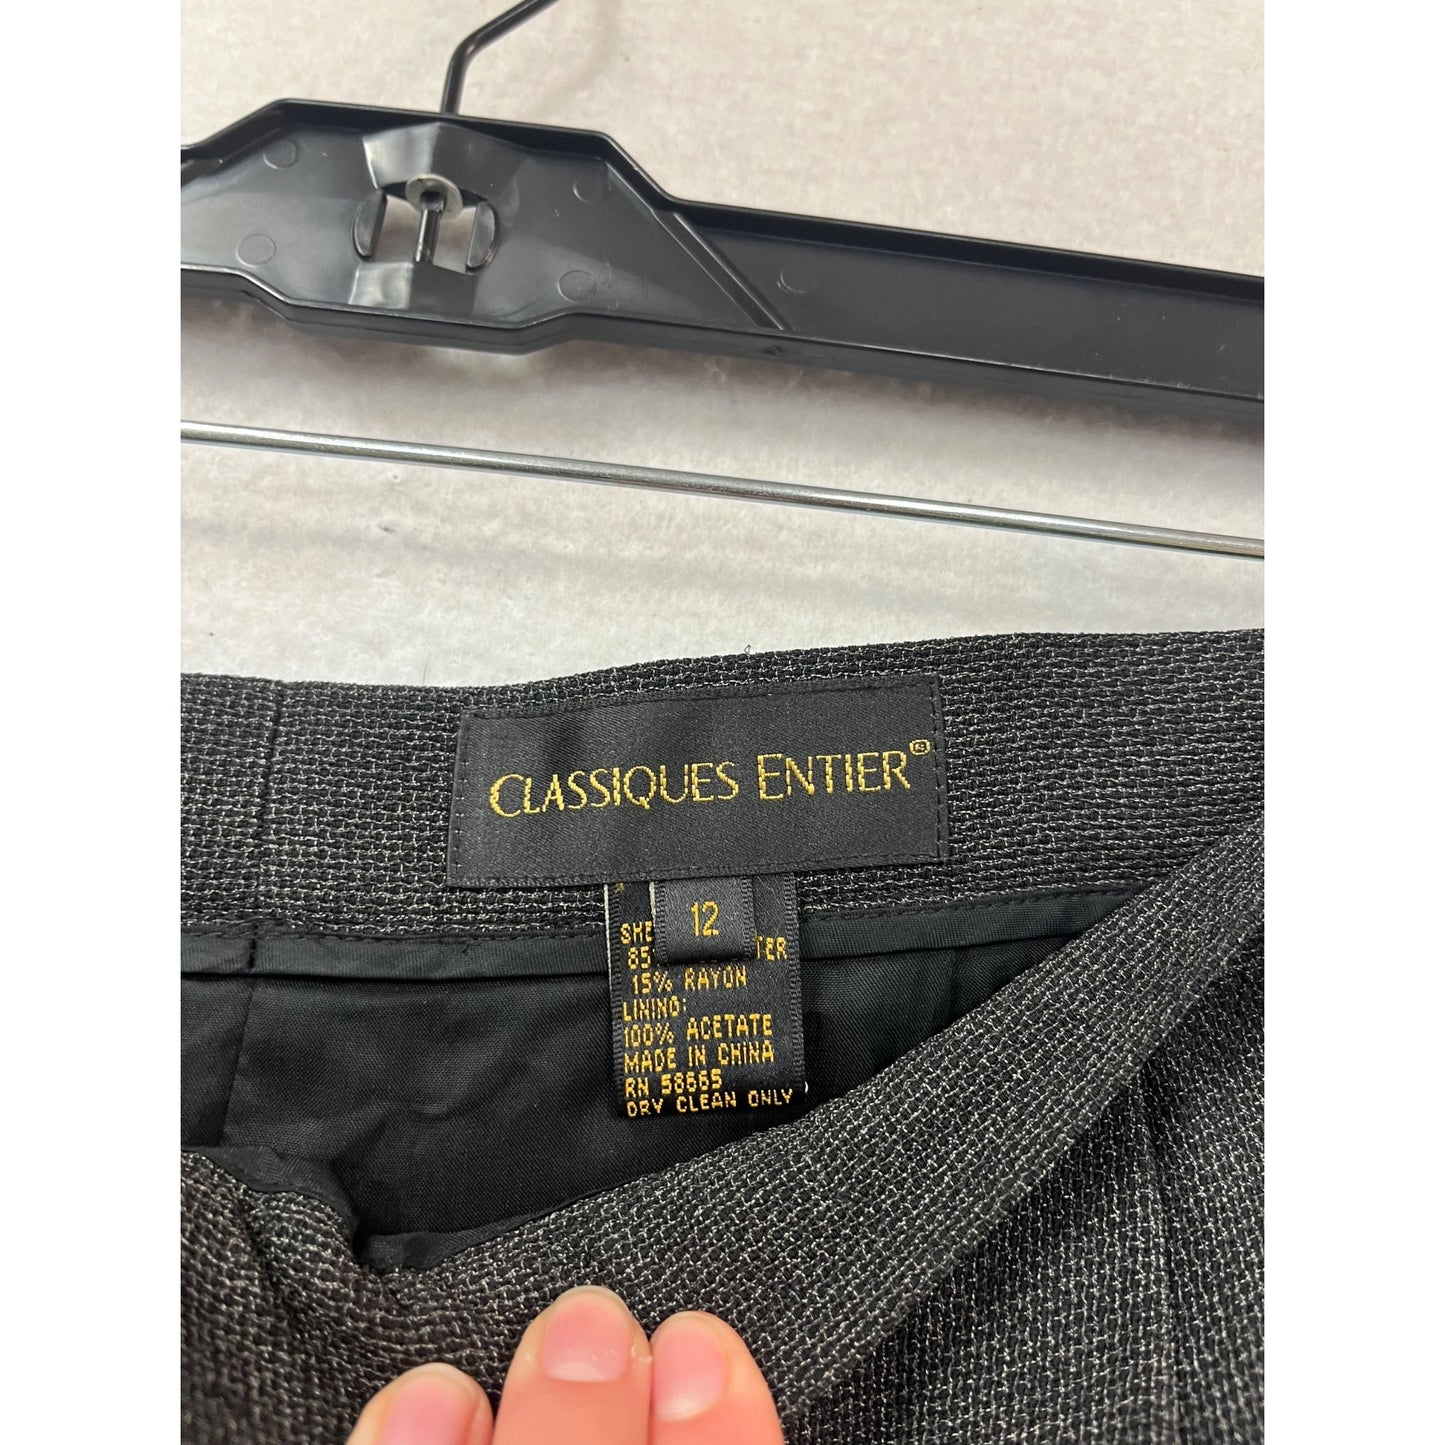 CLASSIQUES ENTIER®
12
15% RAYON
LINING:
100% ACETATE
MADE IN CHINA
RN 58665
DRY CLEAN ONLY